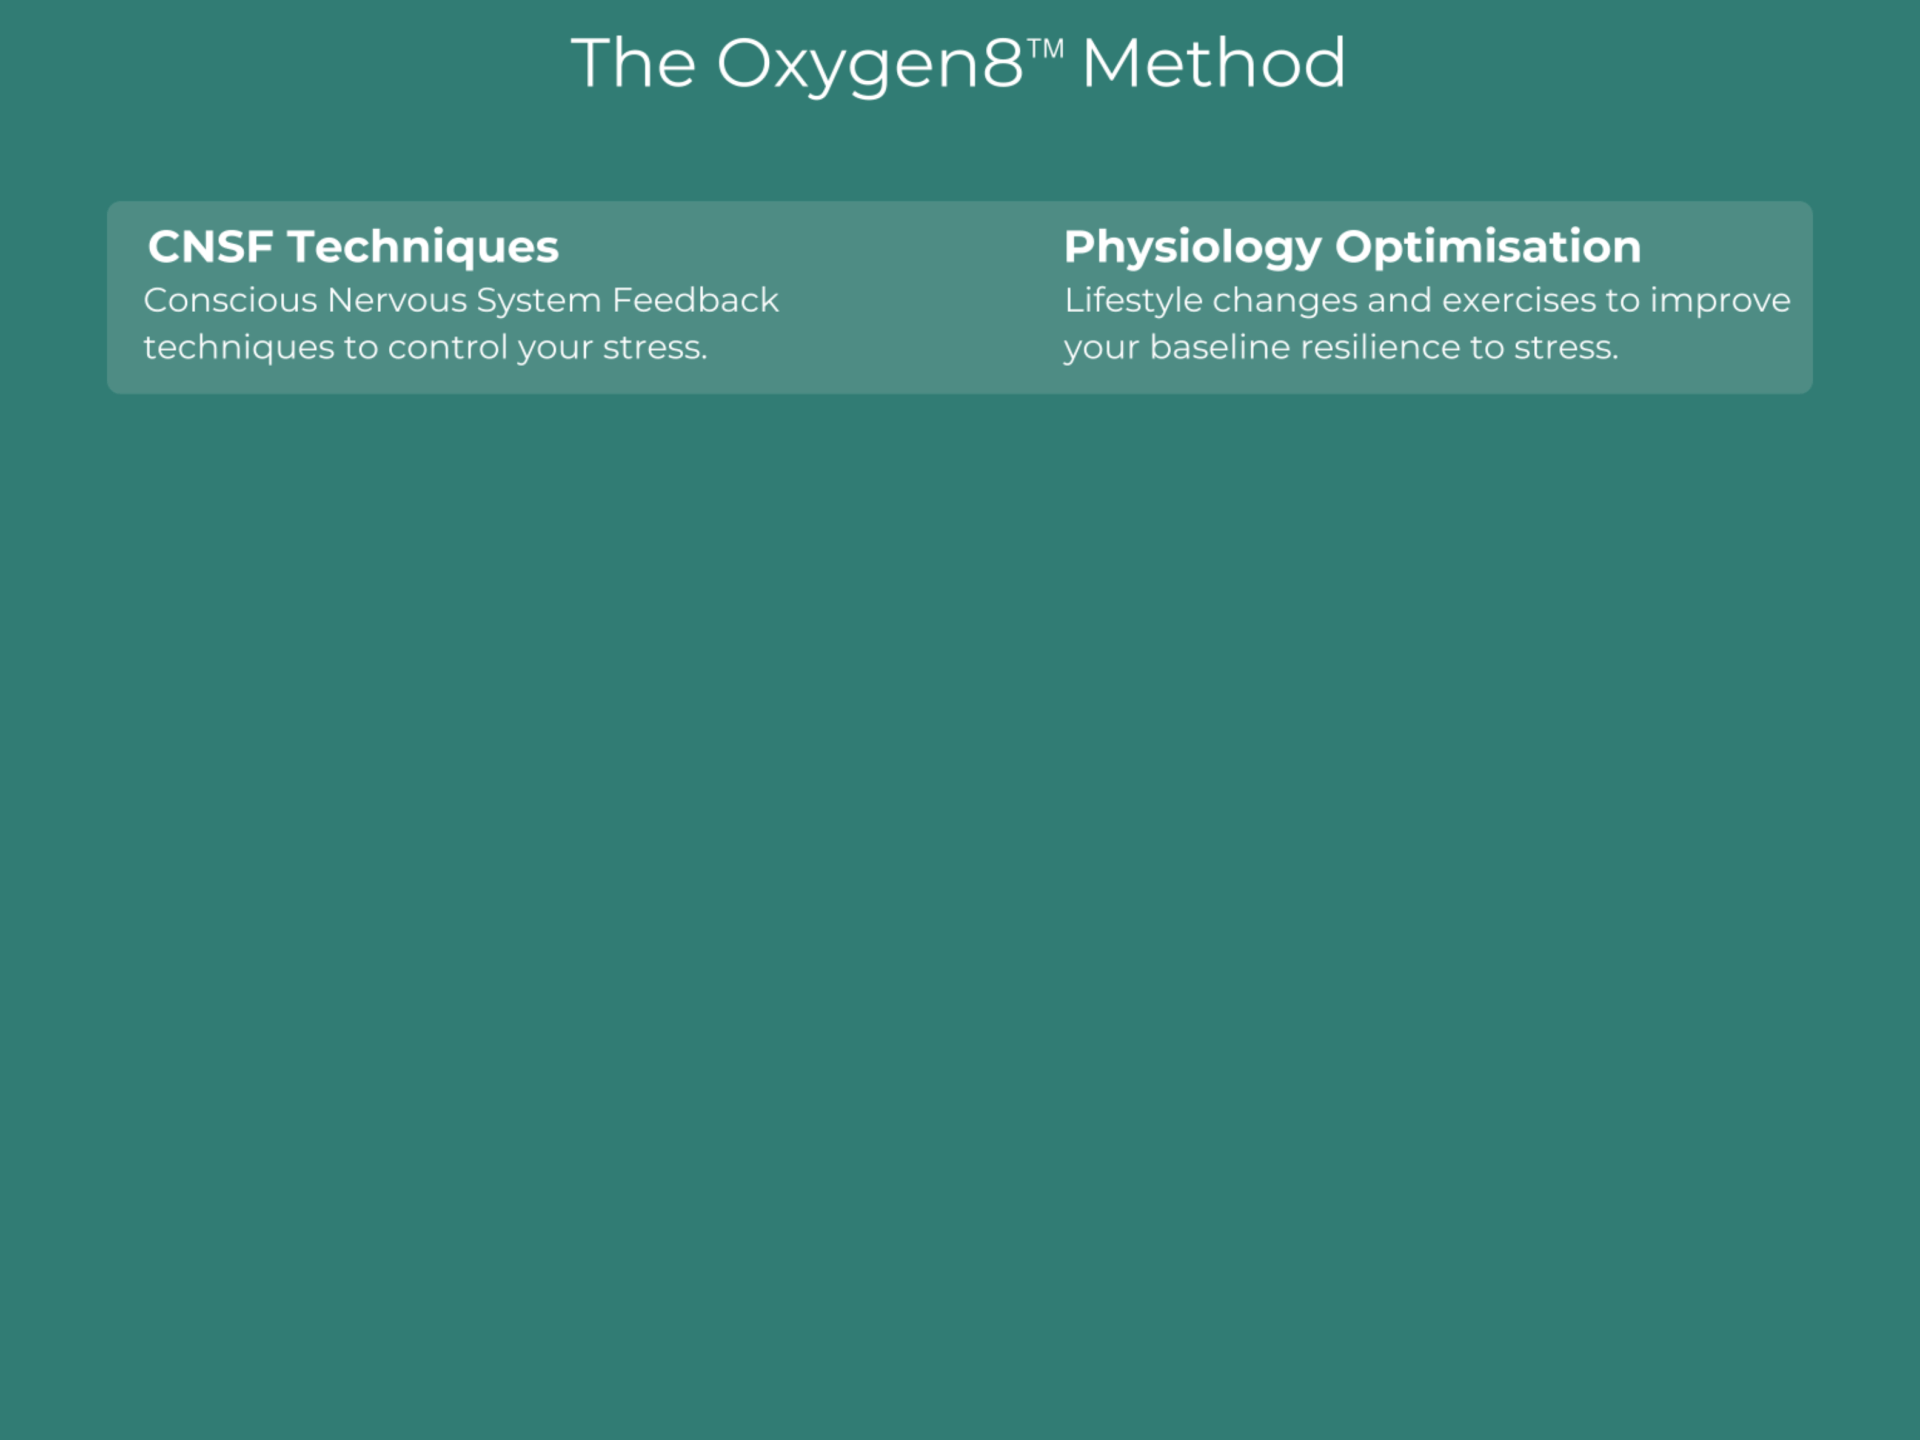 The Oxygen8™ Method
CNSF Techniques
Conscious Nervous System Feedback
techniques to control your stress.
Physiology Optimisation
Lifestyle changes and exercises to improve
your baseline resilience to stress.